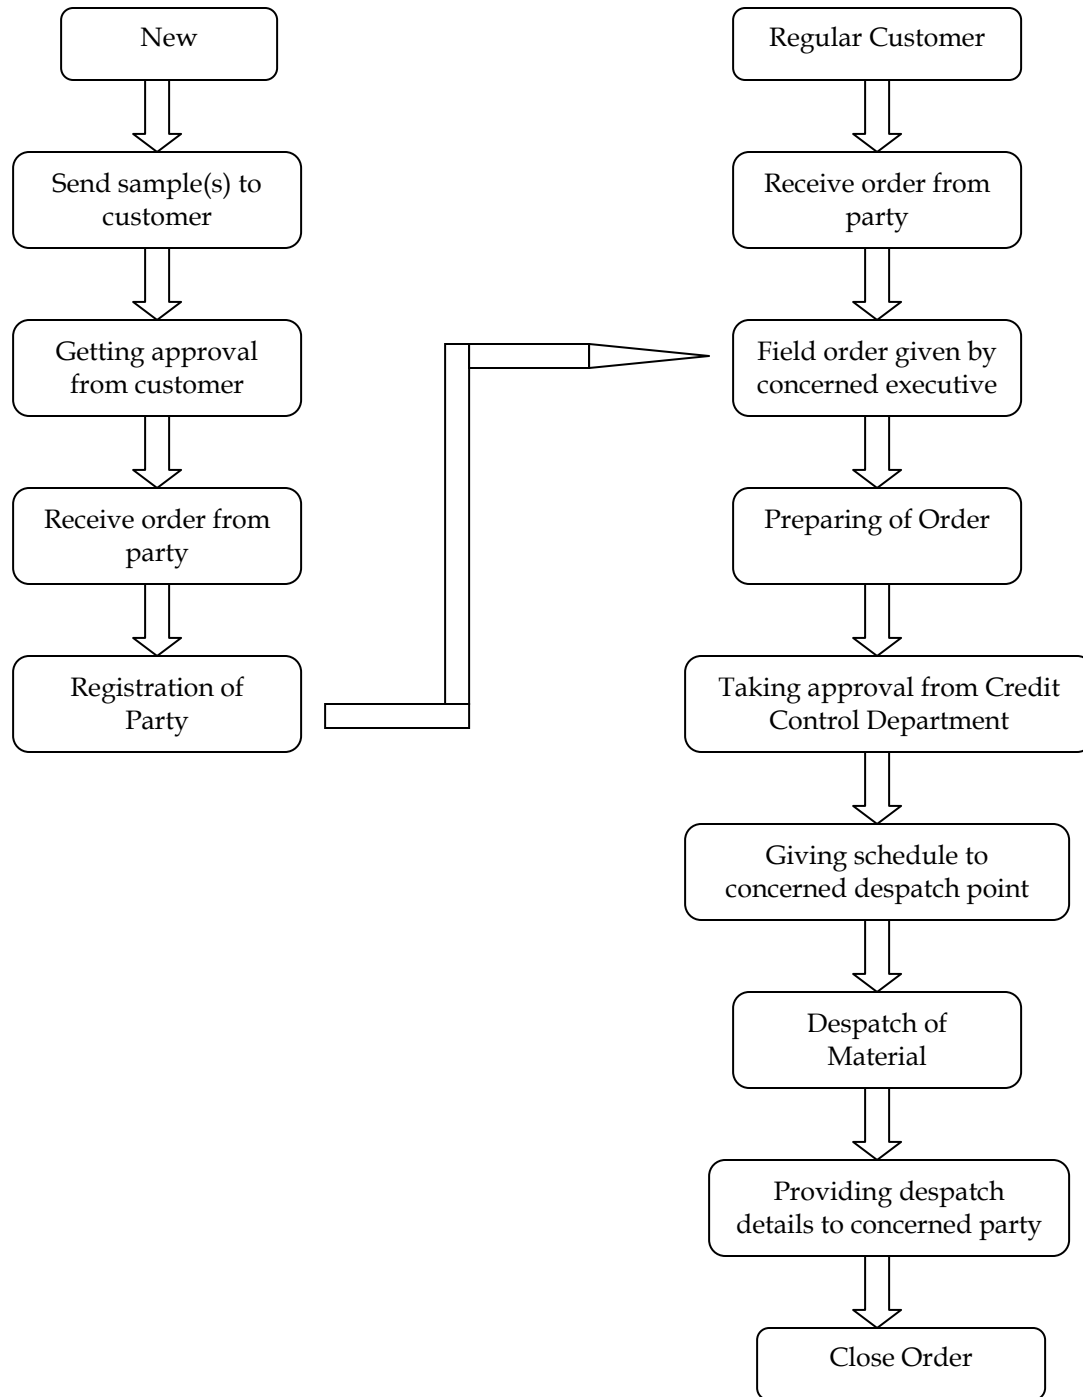 New
Send sample(s) to
customer
Getting approval
from customer
Receive order from
party
Registration of
Party
Regular Customer
Receive order from
party
Field order given by
concerned executive
Preparing of Order
Taking approval from Credit
Control Department
Giving schedule to
concerned despatch point
Despatch of
Material
Providing despatch
details to concerned party
Close Order